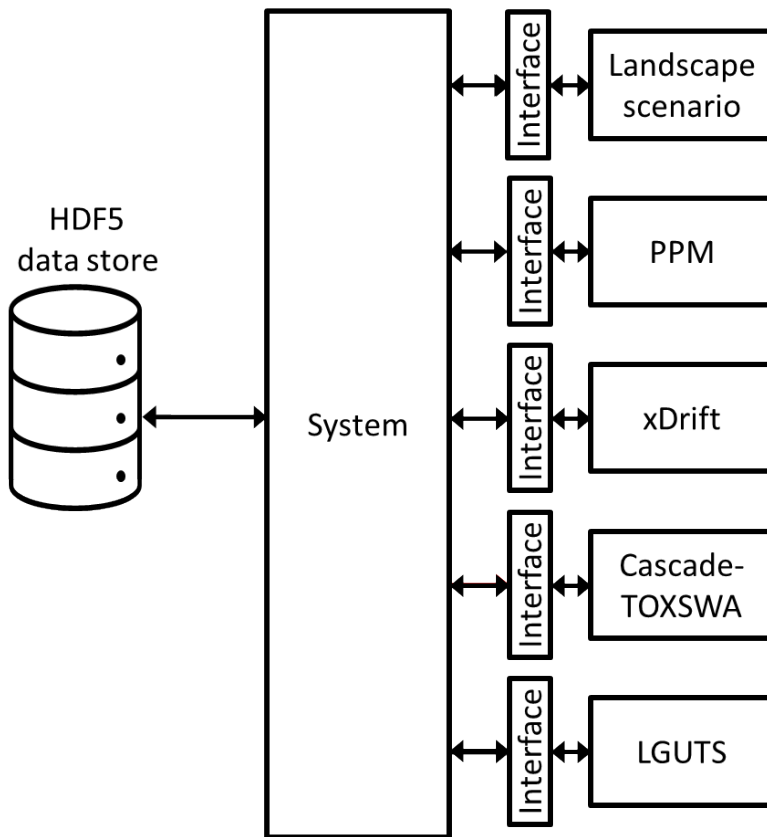 HDF5
data store
System
Interface
Landscape
scenario
Interface
PPM
Interface
xDrift
Interface
Cascade-
TOXSWA
Interface
LGUTS